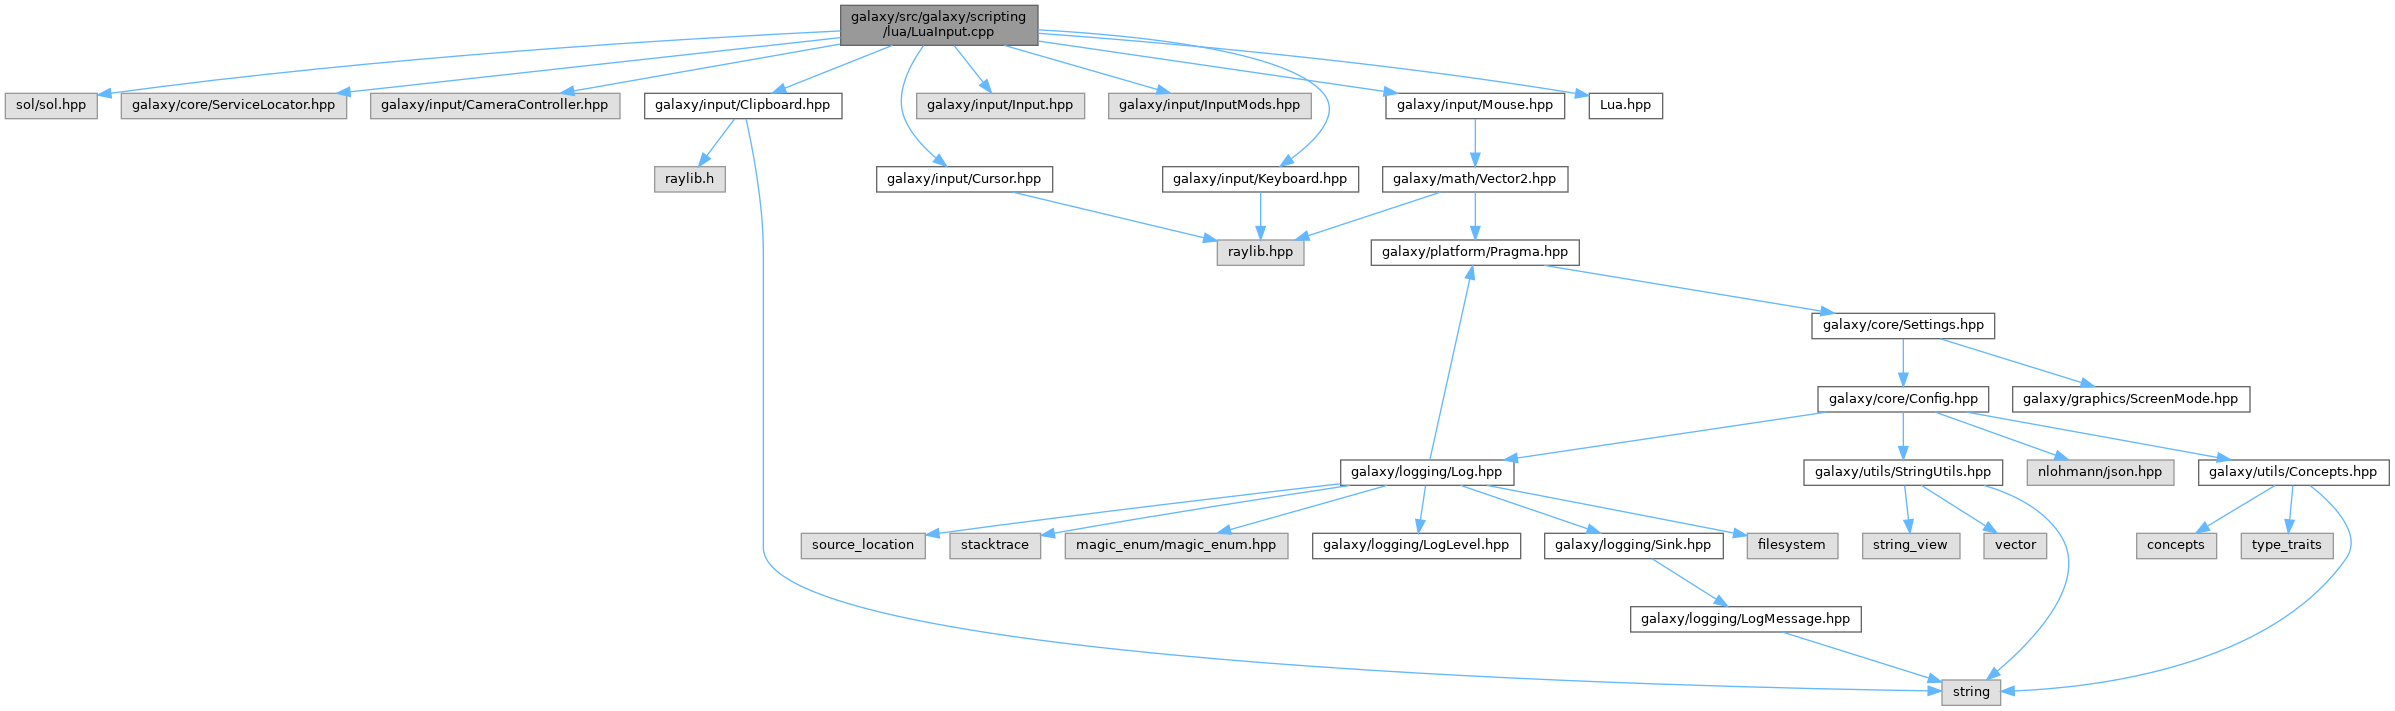 galaxy/src/galaxy/scripting
/lua/LuaInput.cpp
sol/sol.hpp
galaxy/core/ServiceLocator.hpp
galaxy/input/CameraController.hpp
galaxy/input/Clipboard.hpp
galaxy/input/Input.hpp
galaxy/input/InputMods.hpp
galaxy/input/Mouse.hpp
Lua.hpp
raylib.h
galaxy/input/Cursor.hpp
galaxy/input/Keyboard.hpp
galaxy/math/Vector2.hpp
raylib.hpp
galaxy/platform/Pragma.hpp
galaxy/core/Settings.hpp
galaxy/core/Config.hpp
galaxy/graphics/ScreenMode.hpp
galaxy/logging/Log.hpp
galaxy/utils/StringUtils.hpp
nlohmann/json.hpp
galaxy/utils/Concepts.hpp
source_location
stacktrace
magic_enum/magic_enum.hpp
galaxy/logging/LogLevel.hpp
galaxy/logging/Sink.hpp
filesystem
string_view
vector
concepts
type_traits
galaxy/logging/LogMessage.hpp
string